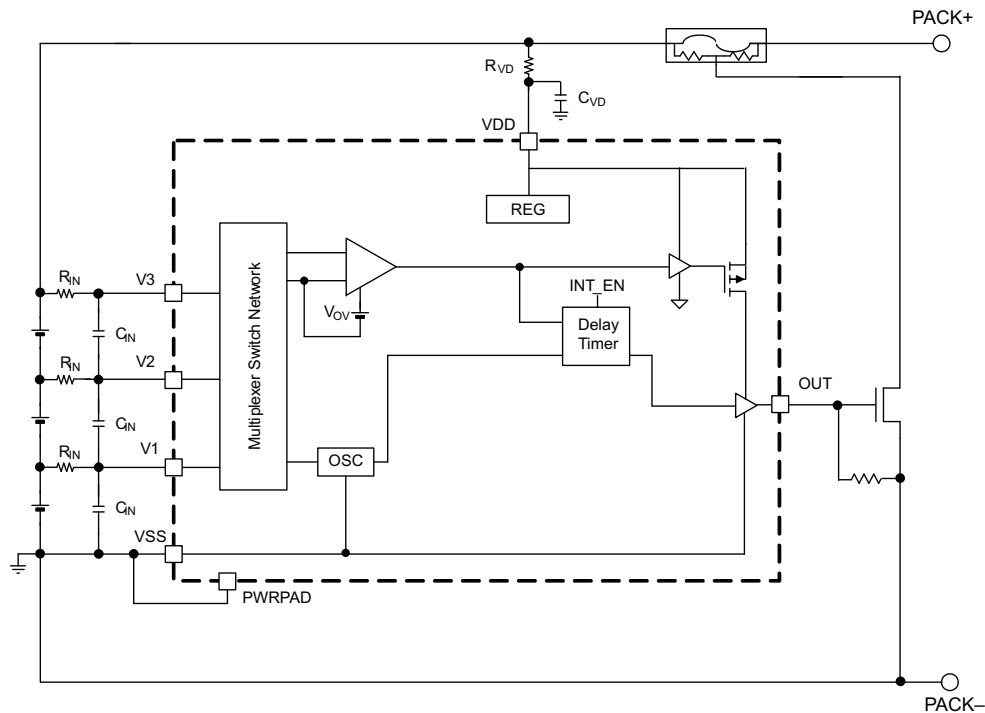 PACK+
RVD
CVD
VDD
REG
RIN
V3
INT_EN
VOV
Delay
Timer
CIN
Multiplexer Switch Network
RIN
V2
OUT
CIN
RIN
V1
OSC
CIN
VSS
PWRPAD
PACK–